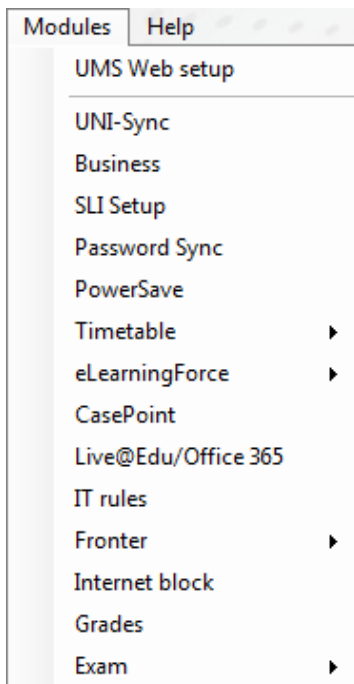 Modules Help
UMS Web setup
UNI-Sync
Business
SLI Setup
Password Sync
PowerSave
Timetable
eLearningForce
CasePoint
Live@Edu/Office 365
IT rules
Fronter
Internet block
Grades
Exam